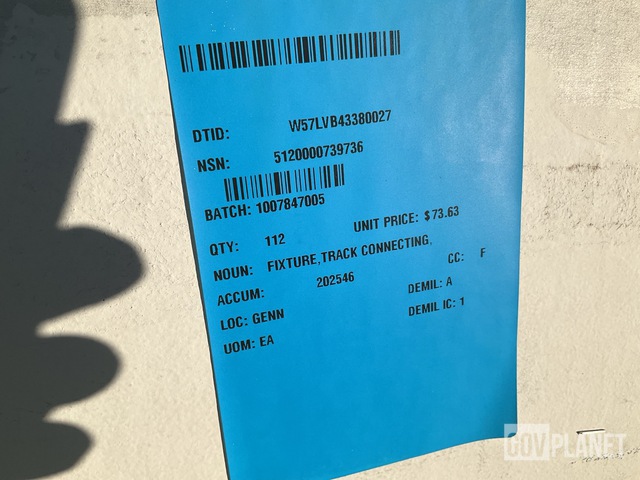 DTID: W57LVB43380027
NSN: 5120000739736
BATCH: 1007847005
QTY: 112 UNIT PRICE: $73.63
NOUN: FIXTURE,TRACK CONNECTING,
ACCUM: 202546 CC: F
LOC: GENN DEMIL: A
UOM: EA DEMIL IC: 1
GOVPLANET